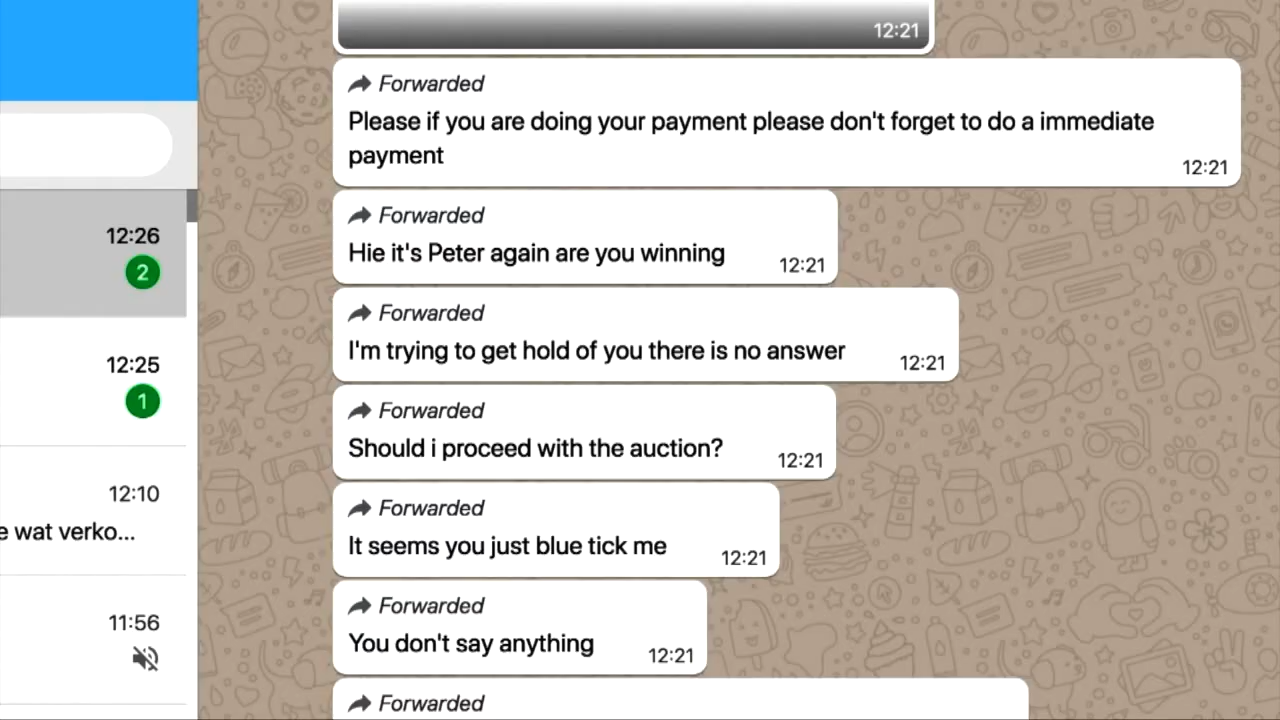 12:21
Forwarded
Please if you are doing your payment please don't forget to do a immediate
payment
12:21
Forwarded
Hie it's Peter again are you winning
12:21
Forwarded
I'm trying to get hold of you there is no answer
12:21
Forwarded
Should i proceed with the auction?
12:21
Forwarded
It seems you just blue tick me
12:21
Forwarded
You don't say anything
12:21
Forwarded
12:26
2
12:25
1
12:10
e wat verko...
11:56